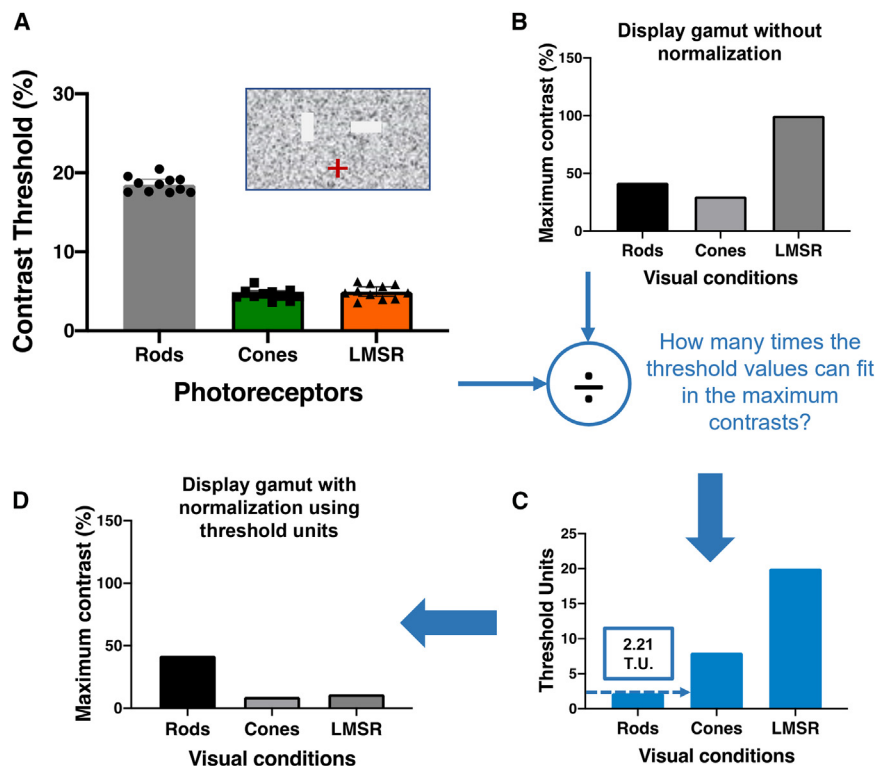 A
Contrast Threshold (%)
30
20
10
0
Rods
Cones
LMSR
Photoreceptors
B
Display gamut without
normalization
Maximum contrast (%)
150
100
50
0
Rods
Cones
LMSR
Visual conditions
÷
How many times the
threshold values can fit
in the maximum
contrasts?
D
Display gamut with
normalization using
threshold units
Maximum contrast (%)
150
100
50
0
Rods
Cones
LMSR
Visual conditions
C
Threshold Units
25
20
15
10
5
0
2.21
T.U.
Rods
Cones
LMSR
Visual conditions